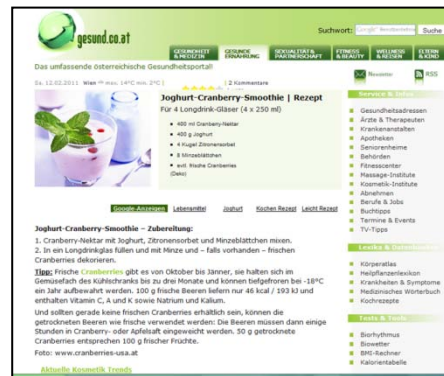 gesund.co.at
Suchwort:
Suche
GESUNDHEIT & MEDIZIN
GESUNDE ERNÄHRUNG
SEXUALITÄT & PARTNERSCHAFT
FITNESS & BEAUTY
WELLNESS & REISEN
ELTERN & KIND
Das umfassende österreichische Gesundheitsportal!
Newsletter
RSS
Sa, 12.02.2011 Wien max. 14°C min. 2°C |
| 2 Kommentare
Joghurt-Cranberry-Smoothie | Rezept
Für 4 Longdrink-Gläser (4 x 250 ml)
400 ml Cranberry-Nektar
400 g Joghurt
4 Kugel Zitronensorbet
8 Minzeblättchen
evtl. frische Cranberries
(Deko)
Google-Anzeigen Lebensmittel Joghurt Kochen Rezept Leicht Rezept
Joghurt-Cranberry-Smoothie – Zubereitung:
1. Cranberry-Nektar mit Joghurt, Zitronensorbet und Minzeblättchen mixen.
2. In ein Longdrinkglas füllen und mit Minze und – falls vorhanden – frischen
Cranberries dekorieren.
Tipp: Frische Cranberries gibt es von Oktober bis Jänner, sie halten sich im
Gemüsefach des Kühlschranks bis zu drei Monate und können tiefgefroren bei -18°C
ein Jahr aufbewahrt werden. 100 g frische Beeren liefern nur 46 kcal / 193 kJ und
enthalten Vitamin C, A und K sowie Natrium und Kalium.
Und sollten gerade keine frischen Cranberries erhältlich sein, können die
getrockneten Beeren wie frische verwendet werden: Die Beeren müssen dann einige
Stunden in Cranberry- oder Apfelsaft eingeweicht werden. 50 g getrocknete
Cranberries entsprechen 100 g frischer Früchte.
Foto: www.cranberries-usa.at
Aktuelle Kosmetik Trends
Service & Infos
Gesundheitsadressen
Ärzte & Therapeuten
Krankenanstalten
Apotheken
Seniorenheime
Behörden
Fitnesscenter
Massage-Institute
Kosmetik-Institute
Abnehmen
Berufe & Jobs
Buchtipps
Termine & Events
TV-Tipps
Lexika & Datenbanken
Körperatlas
Heilpflanzenlexikon
Krankheiten & Symptome
Medizinisches Wörterbuch
Kochrezepte
Tests & Tools
Biorhythmus
Biowetter
BMI-Rechner
Kalorientabelle